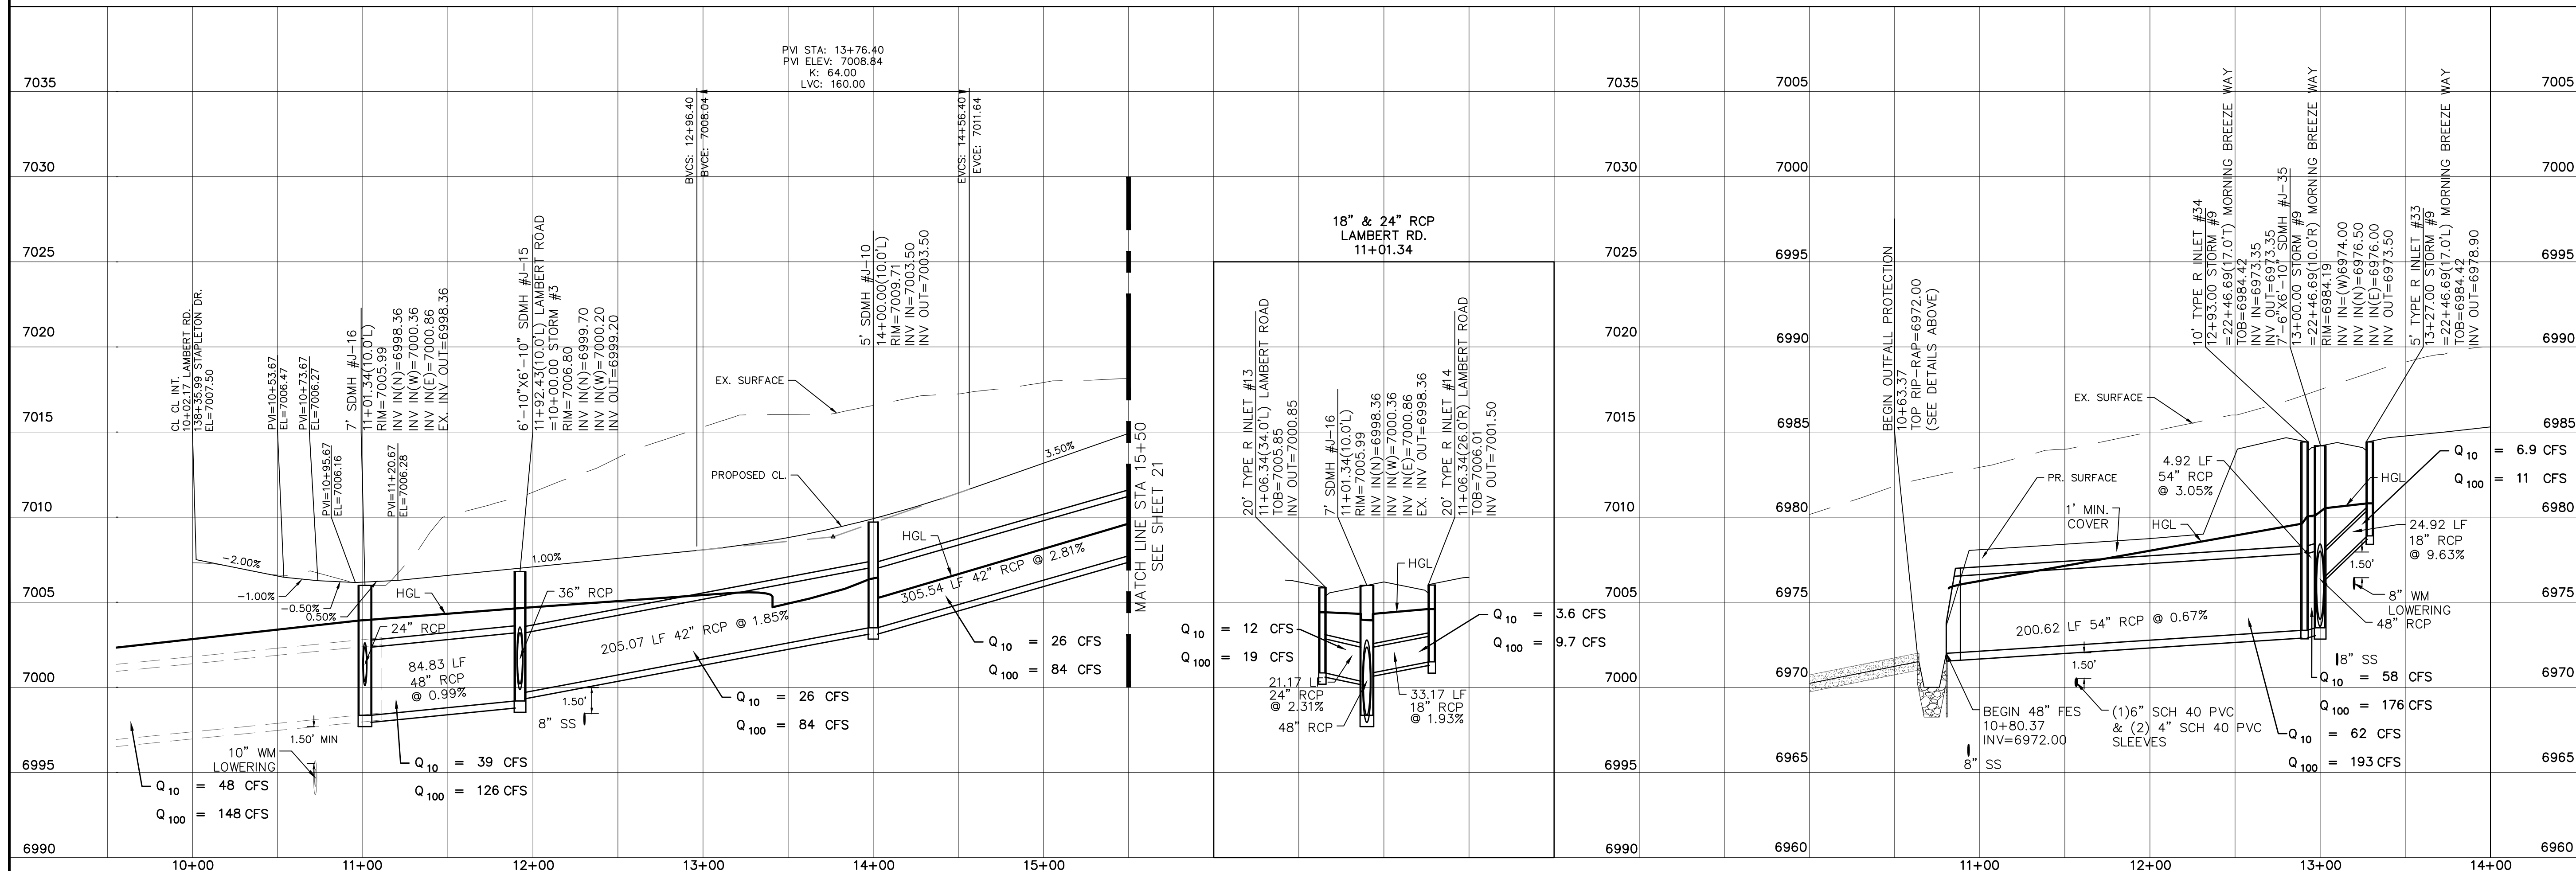 PVI STA: 13+76.40
PVI ELEV: 7008.84
K: 64.00
LVC: 160.00
BVCS: 12+96.40
BVCE: 7008.04
EVCS: 14+56.40
EVCE: 7011.64
7035
7030
7025
7020
7015
7010
7005
7000
6995
6990
CL CL INT.
10+02.17 LAMBERT RD.
138+35.99 STAPLETON DR.
EL=7007.50
PVI=10+53.67
EL=7006.47
PVI=10+73.67
EL=7006.27
PVI=10+95.67
EL=7006.16
7' SDMH #J-16
11+01.34(10.0'L)
RIM=7005.99
INV IN(N)=6998.36
INV IN(W)=7000.36
INV IN(E)=7000.86
EX. INV OUT=6998.36
PVI=11+20.67
EL=7006.28
6'-10"X6'-10" SDMH #J-15
11+92.43(10.0'L) LAMBERT ROAD
=10+00.00 STORM #3
RIM=7006.80
INV IN(N)=6999.70
INV IN(W)=7000.20
INV OUT=6999.20
5' SDMH #J-10
14+00.00(10.0'L)
RIM=7009.71
INV IN=7003.50
INV OUT=7003.50
EX. SURFACE
PROPOSED CL.
3.50%
-2.00%
-1.00%
-0.50%
0.50%
1.00%
HGL
HGL
24" RCP
36" RCP
84.83 LF
48" RCP
@ 0.99%
205.07 LF 42" RCP @ 1.85%
305.54 LF 42" RCP @ 2.81%
1.50'
8" SS
1.50' MIN
10" WM
LOWERING
Q10 = 48 CFS
Q100 = 148 CFS
Q10 = 39 CFS
Q100 = 126 CFS
Q10 = 26 CFS
Q100 = 84 CFS
Q10 = 26 CFS
Q100 = 84 CFS
MATCH LINE STA 15+50
SEE SHEET 21
10+00
11+00
12+00
13+00
14+00
15+00
18" & 24" RCP
LAMBERT RD.
11+01.34
20' TYPE R INLET #13
11+06.34(34.0'L) LAMBERT ROAD
TOB=7005.85
INV OUT=7000.85
7' SDMH #J-16
11+01.34(10.0'L)
RIM=7005.99
INV IN(N)=6998.36
INV IN(W)=7000.36
INV IN(E)=7000.86
EX. INV OUT=6998.36
20' TYPE R INLET #14
11+06.34(26.0'R) LAMBERT ROAD
TOB=7006.01
INV OUT=7001.50
HGL
Q10 = 12 CFS
Q100 = 19 CFS
Q10 = 3.6 CFS
Q100 = 9.7 CFS
21.17 LF
24" RCP
@ 2.31%
48" RCP
33.17 LF
18" RCP
@ 1.93%
7035
7030
7025
7020
7015
7010
7005
7000
6995
6990
7005
7000
6995
6990
6985
6980
6975
6970
6965
6960
BEGIN OUTFALL PROTECTION
10+63.37
TOP RIP-RAP=6972.00
(SEE DETAILS ABOVE)
10' TYPE R INLET #34
12+93.00 STORM #9
=22+46.69(17.0'T) MORNING BREEZE WAY
TOB=6984.42
INV IN=6973.35
INV OUT=6973.35
7'-6"X6'-10" SDMH #J-35
13+00.00 STORM #9
=22+46.69(10.0'R) MORNING BREEZE WAY
RIM=6984.19
INV IN=(W)6974.00
INV IN(N)=6976.50
INV IN(E)=6976.00
INV OUT=6973.50
5' TYPE R INLET #33
13+27.00 STORM #9
=22+46.69(17.0'L) MORNING BREEZE WAY
TOB=6984.42
INV OUT=6978.90
EX. SURFACE
PR. SURFACE
1' MIN.
COVER
HGL
4.92 LF
54" RCP
@ 3.05%
HGL
Q10 = 6.9 CFS
Q100 = 11 CFS
24.92 LF
18" RCP
@ 9.63%
1.50'
8" WM
LOWERING
48" RCP
200.62 LF 54" RCP @ 0.67%
1.50'
8" SS
Q10 = 58 CFS
Q100 = 176 CFS
Q10 = 62 CFS
Q100 = 193 CFS
BEGIN 48" FES
10+80.37
INV=6972.00
(1)6" SCH 40 PVC
& (2) 4" SCH 40 PVC
SLEEVES
8" SS
7005
7000
6995
6990
6985
6980
6975
6970
6965
6960
11+00
12+00
13+00
14+00